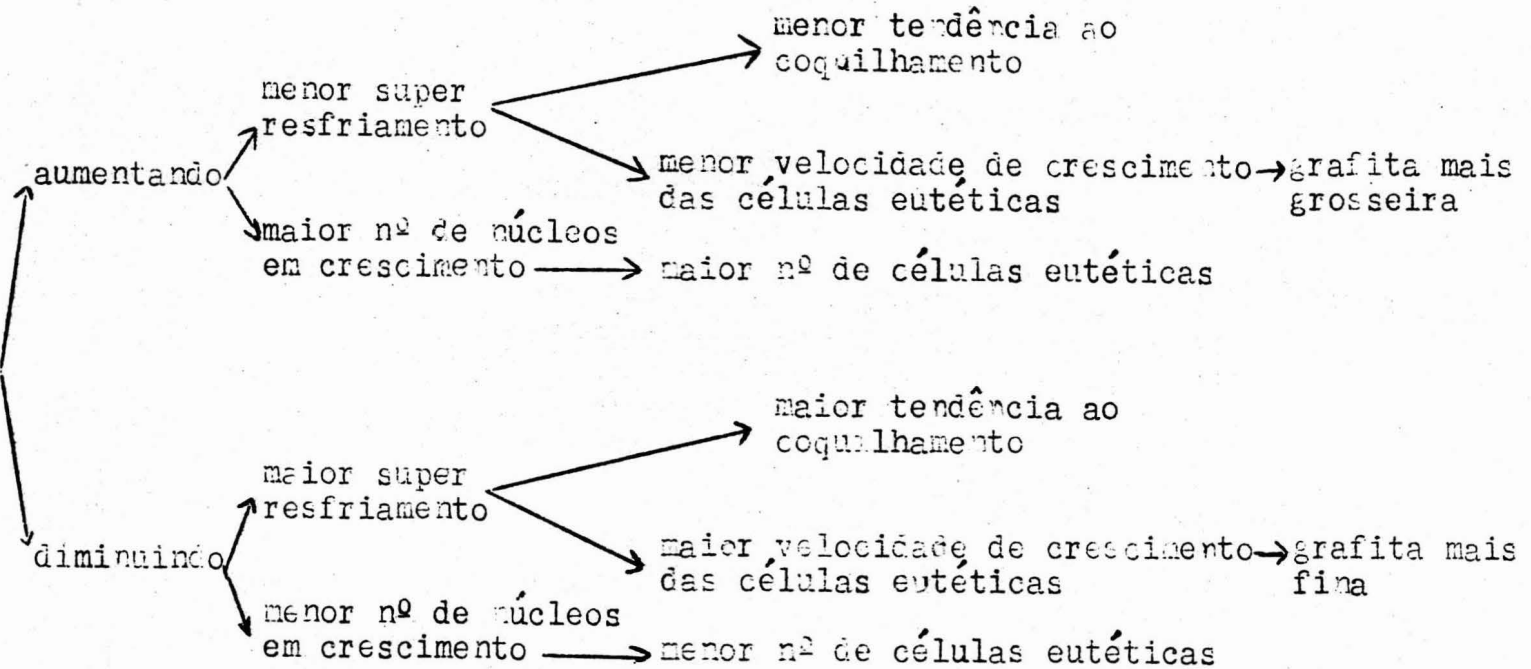 menor tendência ao
coquilhamento
menor super
resfriamento
aumentando
menor velocidade de crescimento
das células eutéticas
grafita mais
grosseira
maior nº de núcleos
em crescimento
maior nº de células eutéticas
maior tendência ao
coquilhamento
maior super
resfriamento
diminuindo
maior velocidade de crescimento
das células eutéticas
grafita mais
fina
menor nº de núcleos
em crescimento
menor nº de células eutéticas